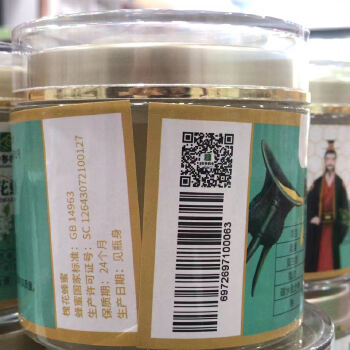 槐花蜂蜜
蜂蜜国家标准：GB 14963
生产许可证号：SC 12643072100127
保质期：24个月
生产日期：见瓶身
6972697100063